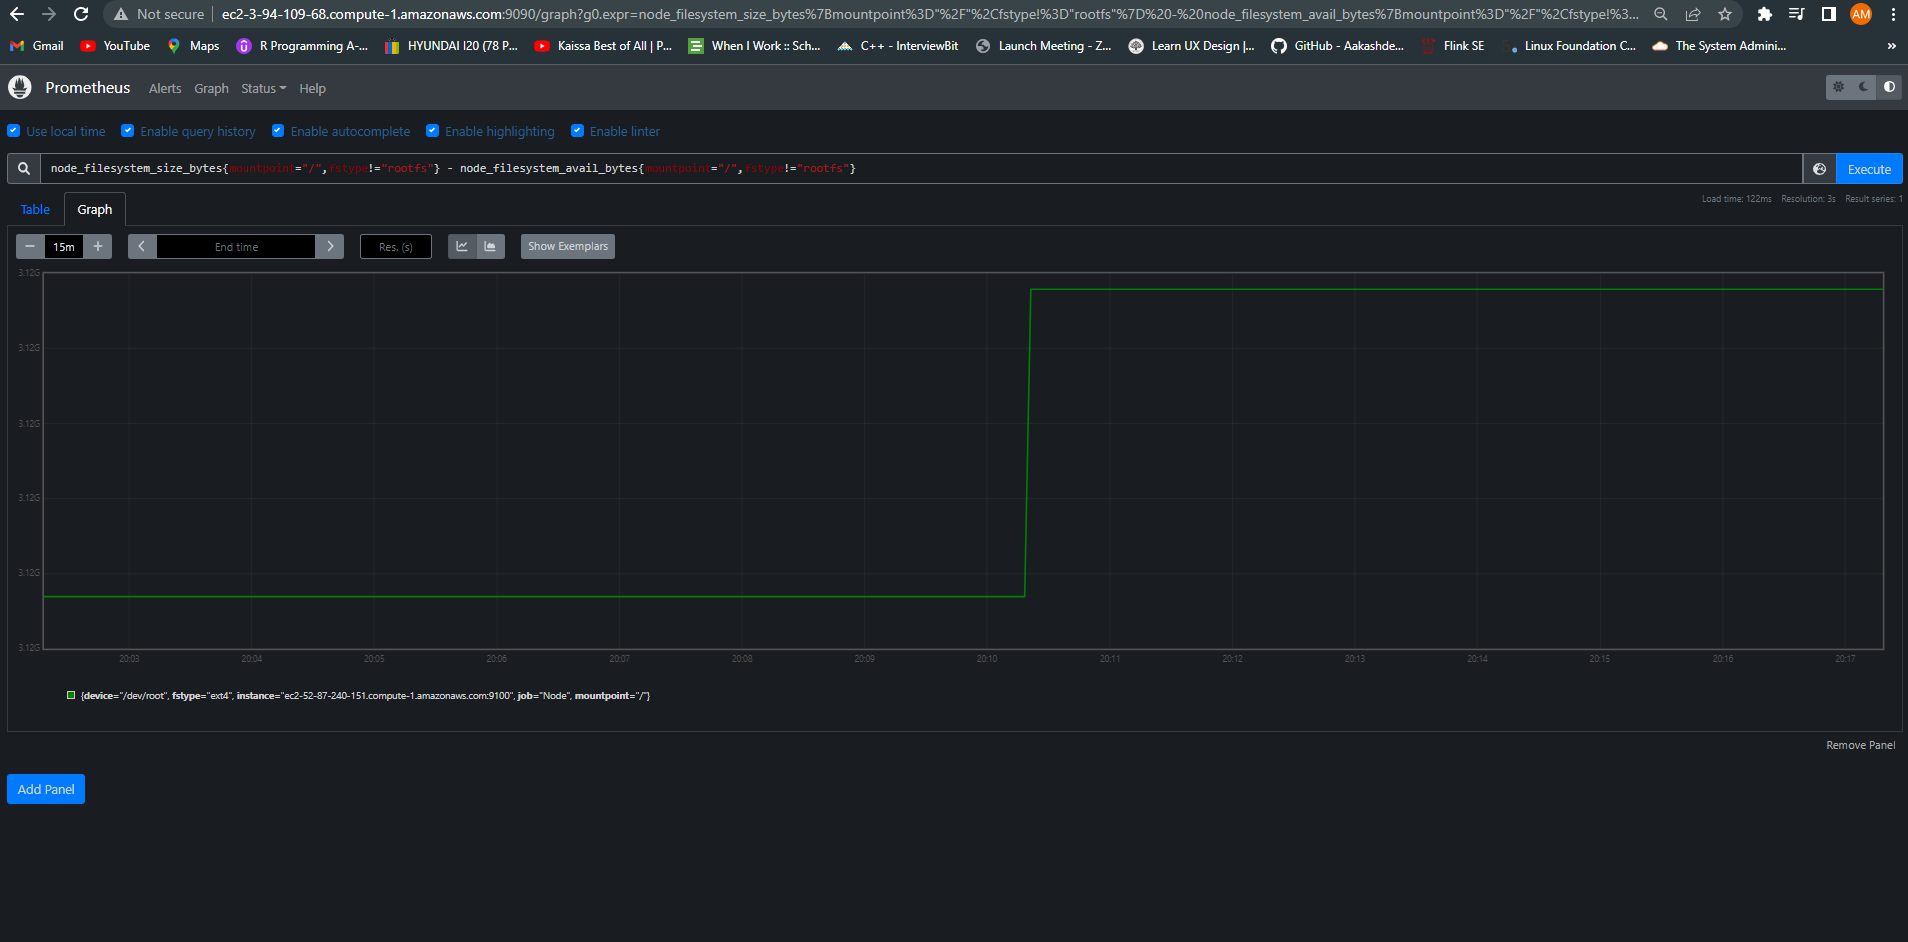 Not secure | ec2-3-94-109-68.compute-1.amazonaws.com:9090/graph?g0.expr=node_filesystem_size_bytes%7Bmountpoint%3D"%2F"%2Cfstype!%3D"rootfs"%7D%20-%20node_filesystem_avail_bytes%7Bmountpoint%3D"%2F"%2Cfstype!%3... AM
Gmail YouTube Maps R Programming A-... HYUNDAI I20 (78 P... Kaissa Best of All | P... When I Work :: Sch... C++ - InterviewBit Launch Meeting - Z... Learn UX Design |... GitHub - Aakashde... Flink SE Linux Foundation C... The System Admini... »
Prometheus Alerts Graph Status Help
Use local time Enable query history Enable autocomplete Enable highlighting Enable linter
node_filesystem_size_bytes{mountpoint="/",fstype!="rootfs"} - node_filesystem_avail_bytes{mountpoint="/",fstype!="rootfs"} Execute
Load time: 122ms Resolution: 3s Result series: 1
Table Graph
− 15m + End time Res. (s) Show Exemplars
3.12G
3.12G
3.12G
3.12G
3.12G
3.12G
20:03 20:04 20:05 20:06 20:07 20:08 20:09 20:10 20:11 20:12 20:13 20:14 20:15 20:16 20:17
{device="/dev/root", fstype="ext4", instance="ec2-52-87-240-151.compute-1.amazonaws.com:9100", job="Node", mountpoint="/"}
Remove Panel
Add Panel